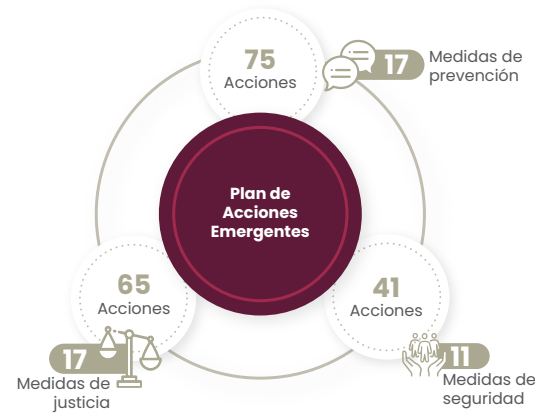 75
Acciones
17
Medidas de
prevención
Plan de
Acciones
Emergentes
65
Acciones
17
Medidas de
justicia
41
Acciones
11
Medidas de
seguridad